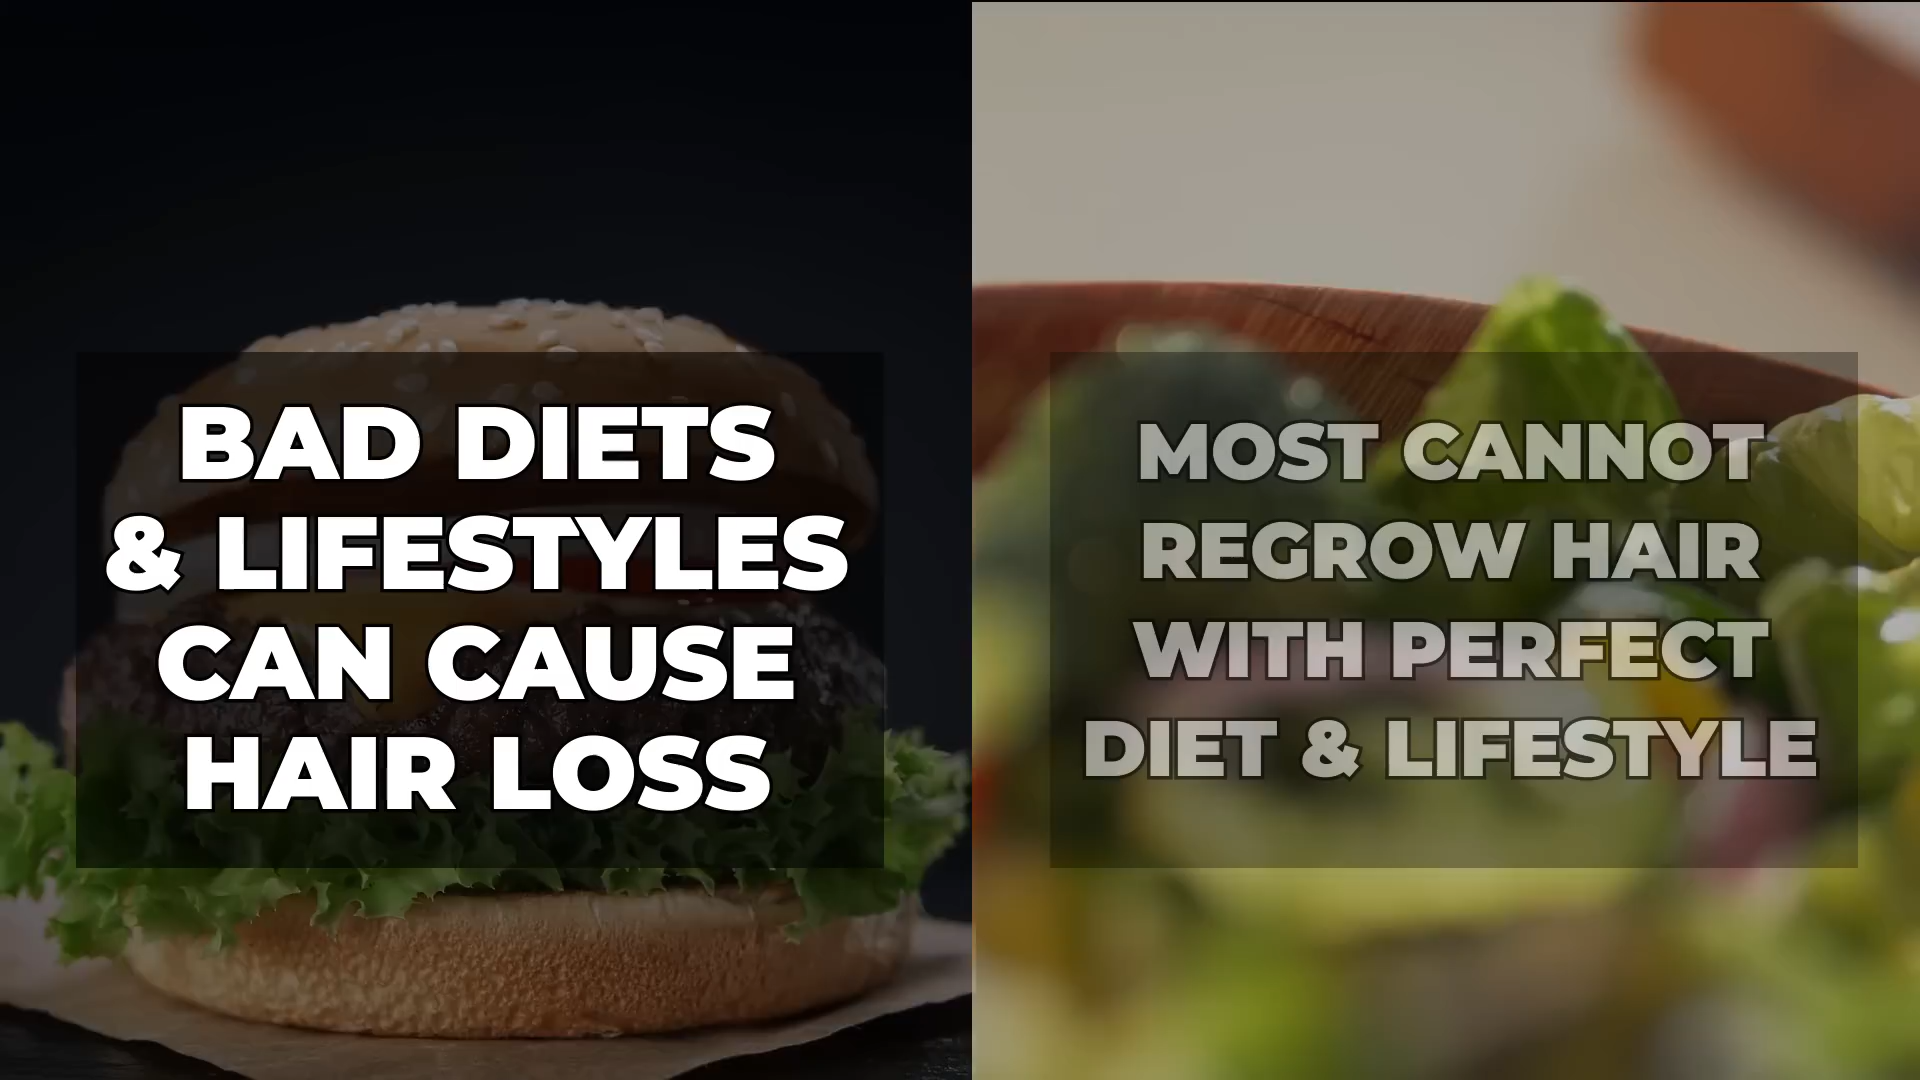 BAD DIETS
& LIFESTYLES
CAN CAUSE
HAIR LOSS
MOST CANNOT
REGROW HAIR
WITH PERFECT
DIET & LIFESTYLE